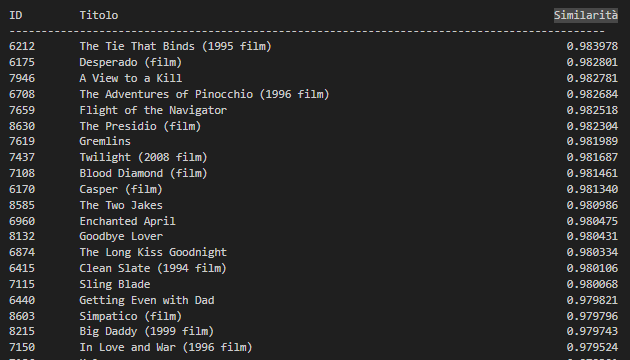 ID Titolo Similarità
--------------------------------------------------------------------------------------------
6212 The Tie That Binds (1995 film) 0.983978
6175 Desperado (film) 0.982801
7946 A View to a Kill 0.982781
6708 The Adventures of Pinocchio (1996 film) 0.982684
7659 Flight of the Navigator 0.982518
8630 The Presidio (film) 0.982304
7619 Gremlins 0.981989
7437 Twilight (2008 film) 0.981687
7108 Blood Diamond (film) 0.981461
6170 Casper (film) 0.981340
8585 The Two Jakes 0.980986
6960 Enchanted April 0.980475
8132 Goodbye Lover 0.980431
6874 The Long Kiss Goodnight 0.980334
6415 Clean Slate (1994 film) 0.980106
7115 Sling Blade 0.980068
6440 Getting Even with Dad 0.979821
8603 Simpatico (film) 0.979796
8215 Big Daddy (1999 film) 0.979743
7150 In Love and War (1996 film) 0.979524